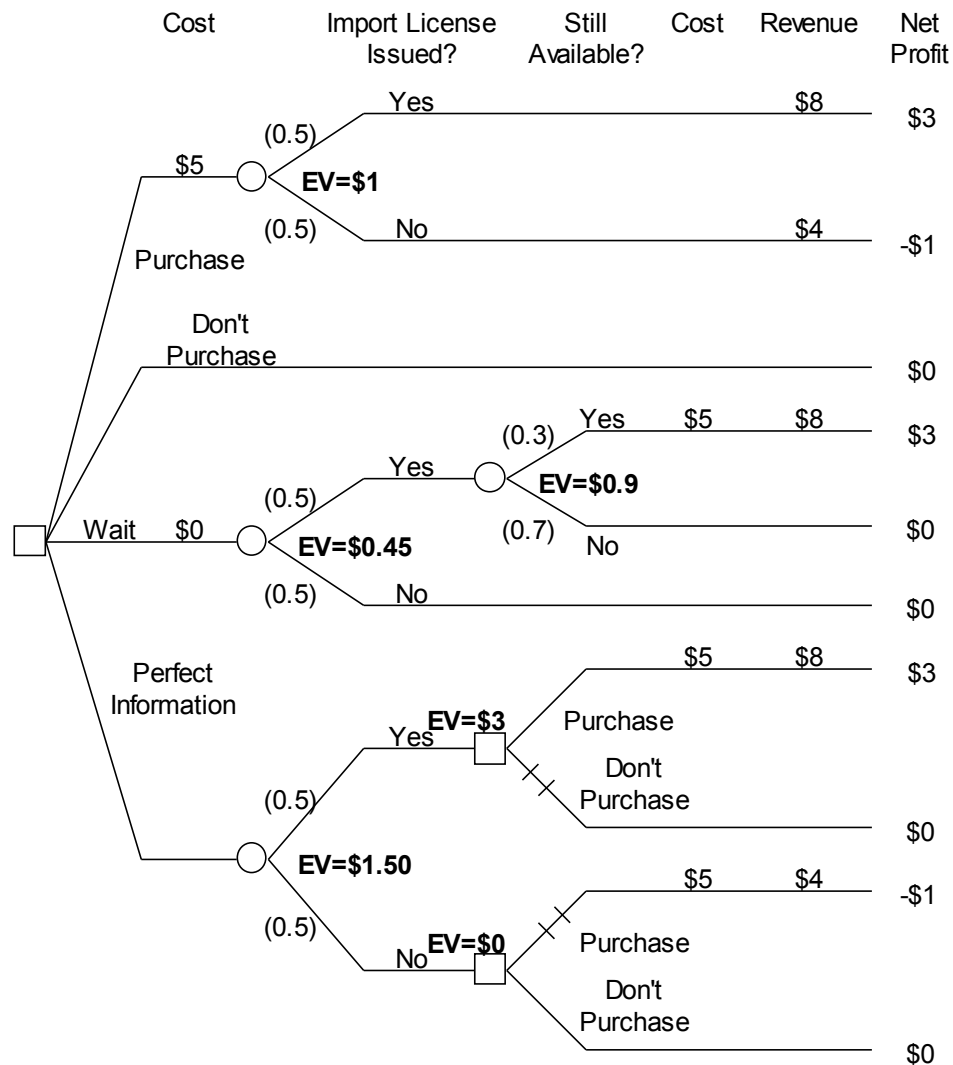 Cost Import License Still Cost Revenue Net
Issued? Available? Profit
Yes $8 $3
(0.5)
$5 EV=$1
(0.5) No $4 -$1
Purchase
Don't
Purchase $0
(0.3) Yes $5 $8 $3
Yes EV=$0.9
(0.5)
Wait $0 (0.7) No $0
EV=$0.45
(0.5) No $0
$5 $8 $3
Perfect
Information
EV=$3 Purchase
Yes
Don't
(0.5) Purchase
$0
EV=$1.50
$5 $4 -$1
(0.5)
EV=$0 Purchase
No
Don't
Purchase
$0